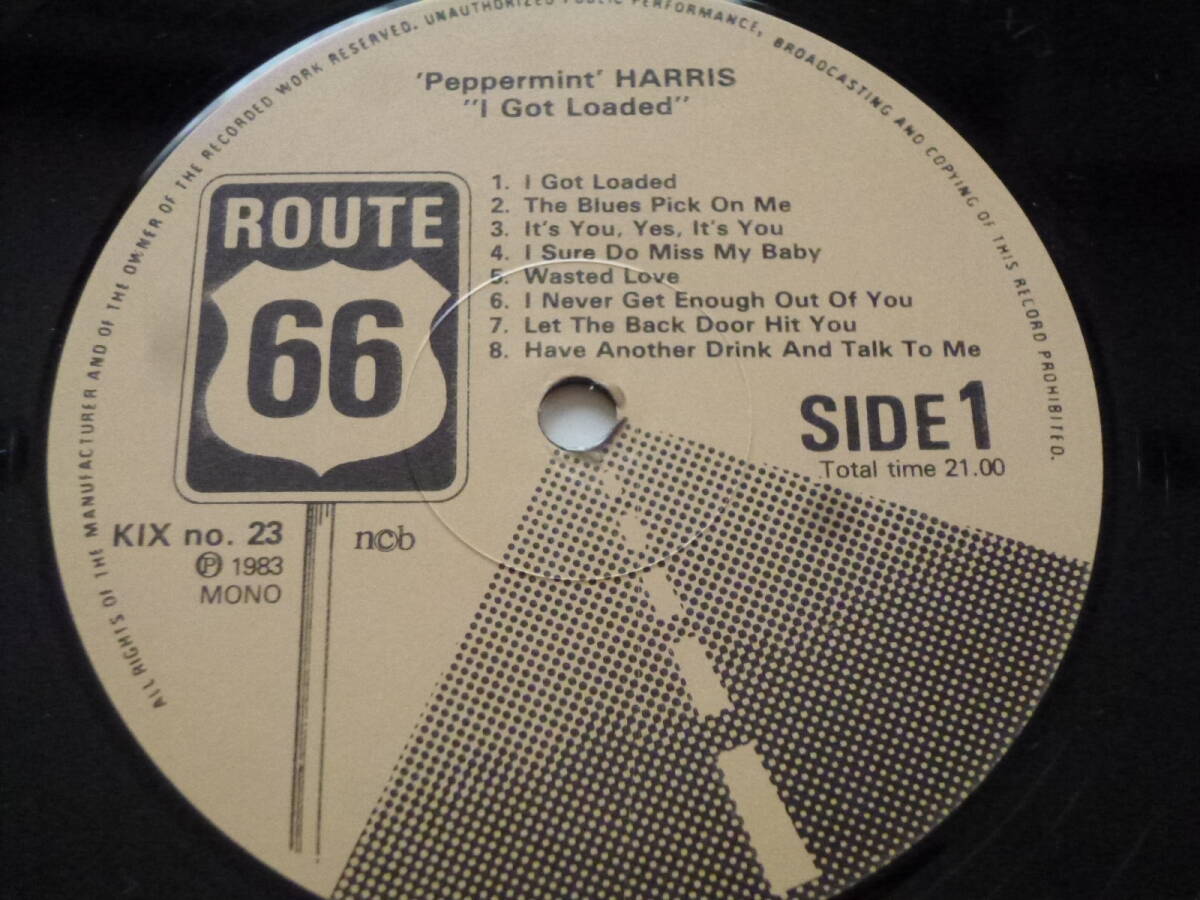 ALL RIGHTS OF THE MANUFACTURER AND OF THE OWNER OF THE RECORDED WORK RESERVED. UNAUTHORIZED PUBLIC PERFORMANCE, BROADCASTING AND COPYING OF THIS RECORD PROHIBITED.
'Peppermint' HARRIS
"I Got Loaded"
ROUTE
66
1. I Got Loaded
2. The Blues Pick On Me
3. It's You, Yes, It's You
4. I Sure Do Miss My Baby
5. Wasted Love
6. I Never Get Enough Out Of You
7. Let The Back Door Hit You
8. Have Another Drink And Talk To Me
SIDE 1
Total time 21.00
KIX no. 23
ncb
℗ 1983
MONO